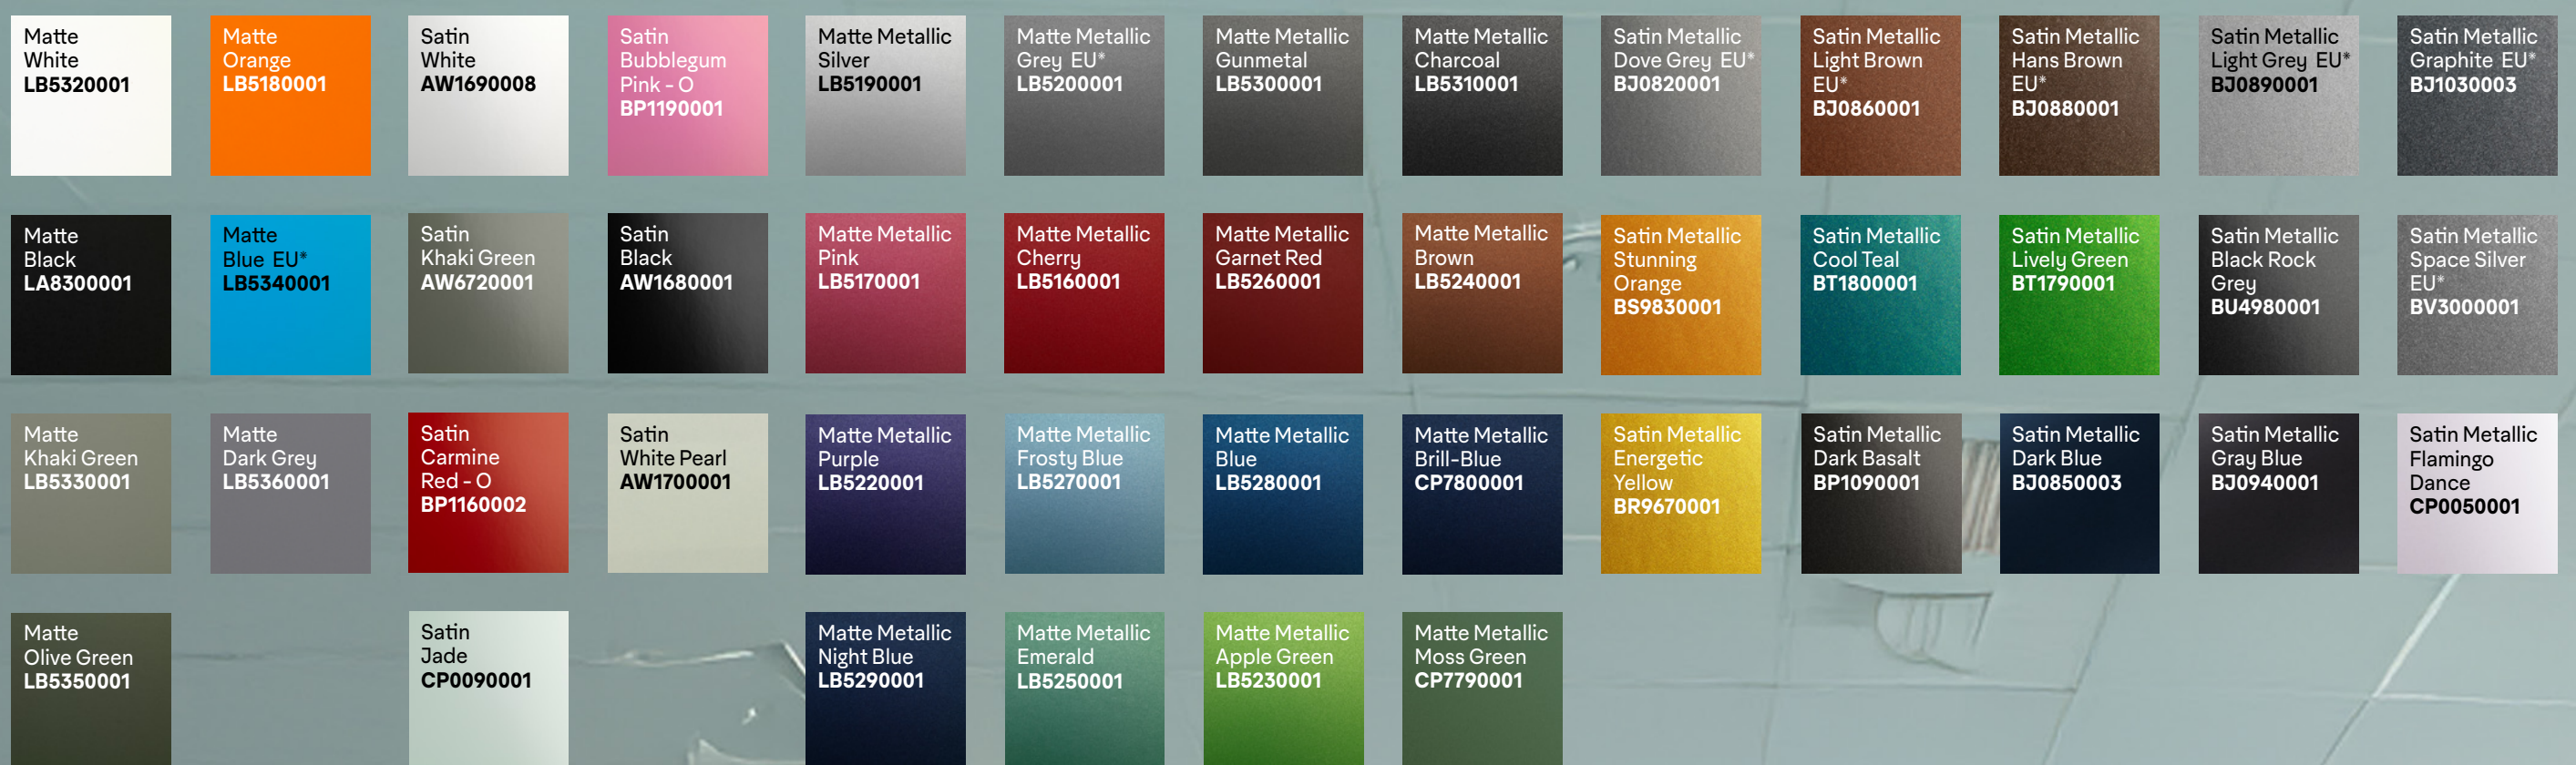 Matte
White
LB5320001
Matte
Orange
LB5180001
Satin
White
AW1690008
Satin
Bubblegum
Pink - O
BP1190001
Matte Metallic
Silver
LB5190001
Matte Metallic
Grey EU*
LB5200001
Matte Metallic
Gunmetal
LB5300001
Matte Metallic
Charcoal
LB5310001
Satin Metallic
Dove Grey EU*
BJ0820001
Satin Metallic
Light Brown
EU*
BJ0860001
Satin Metallic
Hans Brown
EU*
BJ0880001
Satin Metallic
Light Grey EU*
BJ0890001
Satin Metallic
Graphite EU*
BJ1030003
Matte
Black
LA8300001
Matte
Blue EU*
LB5340001
Satin
Khaki Green
AW6720001
Satin
Black
AW1680001
Matte Metallic
Pink
LB5170001
Matte Metallic
Cherry
LB5160001
Matte Metallic
Garnet Red
LB5260001
Matte Metallic
Brown
LB5240001
Satin Metallic
Stunning
Orange
BS9830001
Satin Metallic
Cool Teal
BT1800001
Satin Metallic
Lively Green
BT1790001
Satin Metallic
Black Rock
Grey
BU4980001
Satin Metallic
Space Silver
EU*
BV3000001
Matte
Khaki Green
LB5330001
Matte
Dark Grey
LB5360001
Satin
Carmine
Red - O
BP1160002
Satin
White Pearl
AW1700001
Matte Metallic
Purple
LB5220001
Matte Metallic
Frosty Blue
LB5270001
Matte Metallic
Blue
LB5280001
Matte Metallic
Brill-Blue
CP7800001
Satin Metallic
Energetic
Yellow
BR9670001
Satin Metallic
Dark Basalt
BP1090001
Satin Metallic
Dark Blue
BJ0850003
Satin Metallic
Gray Blue
BJ0940001
Satin Metallic
Flamingo
Dance
CP0050001
Matte
Olive Green
LB5350001
Satin
Jade
CP0090001
Matte Metallic
Night Blue
LB5290001
Matte Metallic
Emerald
LB5250001
Matte Metallic
Apple Green
LB5230001
Matte Metallic
Moss Green
CP7790001